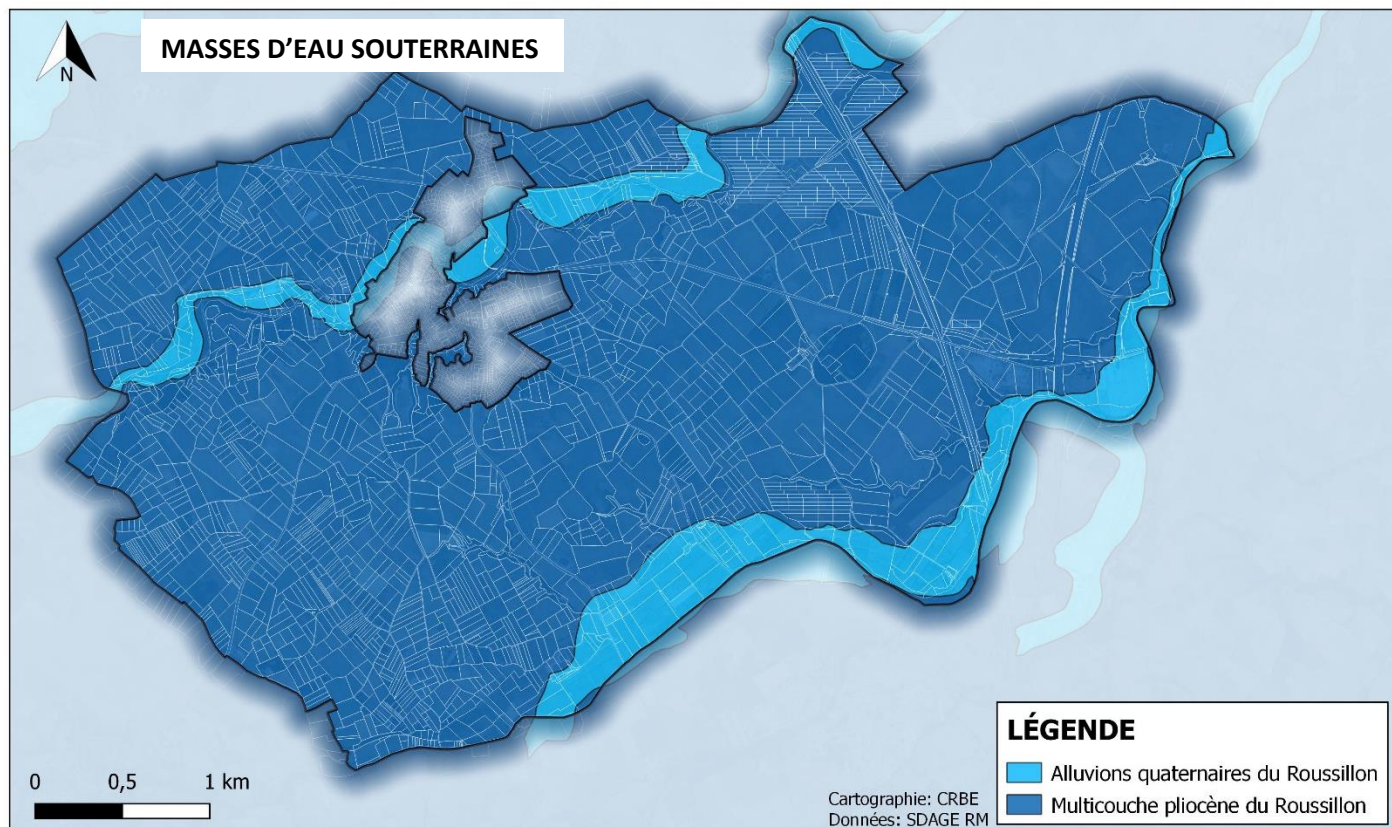 MASSES D’EAU SOUTERRAINES
N
LÉGENDE
Alluvions quaternaires du Roussillon
Multicouche pliocène du Roussillon
0 0,5 1 km
Cartographie: CRBE
Données: SDAGE RM